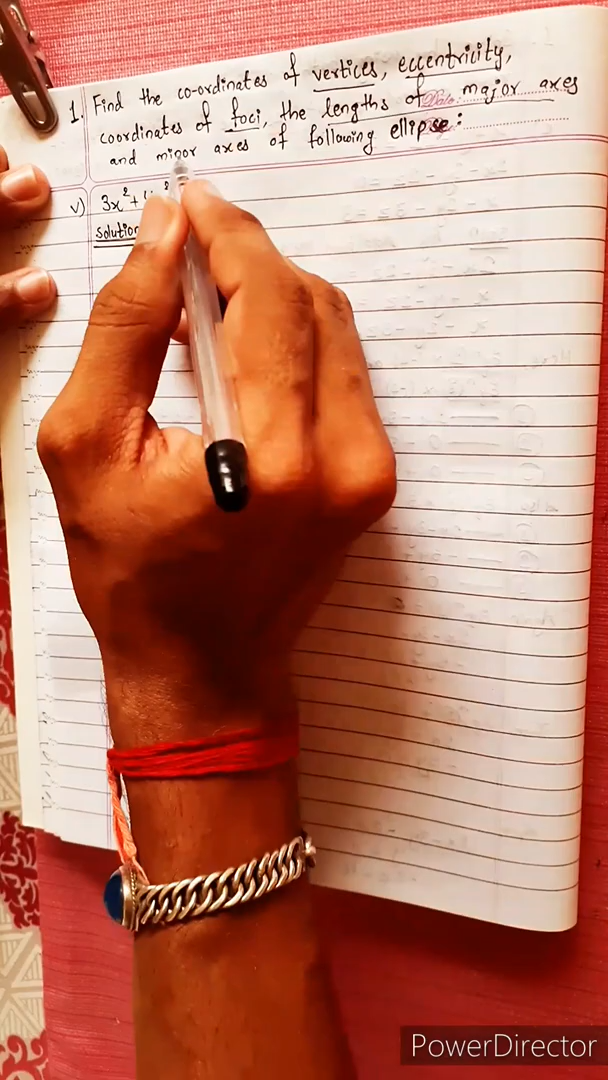 1. Find the co-ordinates of vertices, eccentricity,
coordinates of foci, the lengths of Date: major axes
and minor axes of following ellipse:
v) 3x² +
solution
PowerDirector